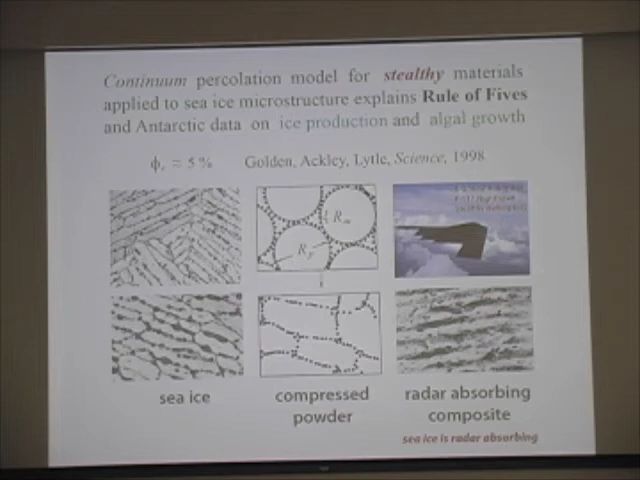 Continuum percolation model for stealthy materials
applied to sea ice microstructure explains Rule of Fives
and Antarctic data on ice production and algal growth
ϕc ≈ 5 % Golden, Ackley, Lytle, Science, 1998
Rm
Rp
sea ice
compressed
powder
radar absorbing
composite
sea ice is radar absorbing